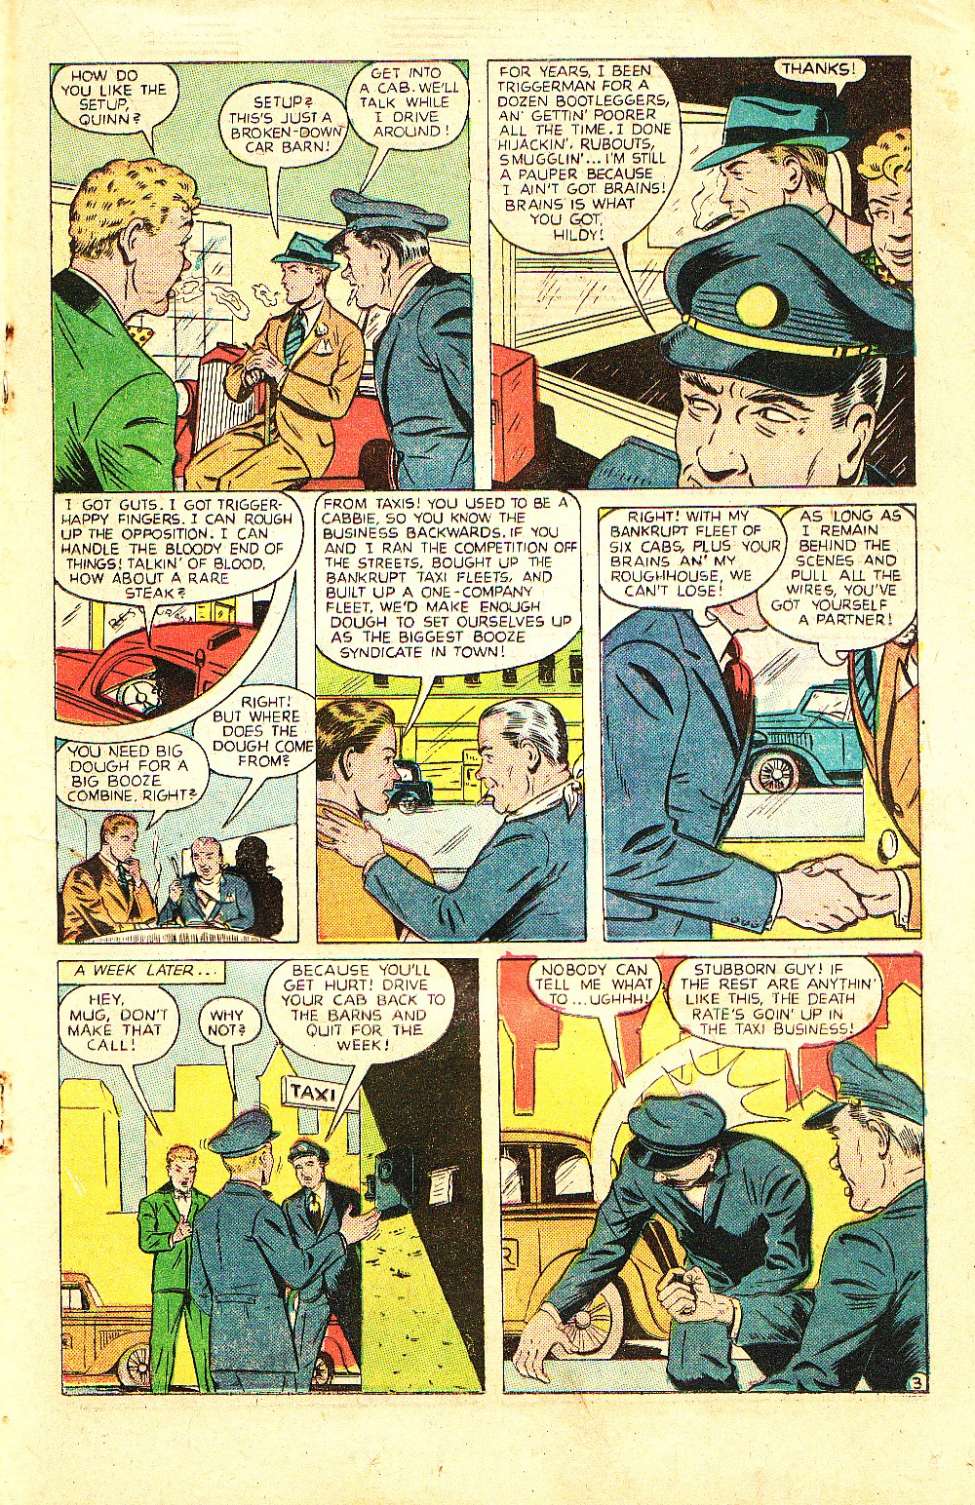 HOW DO
YOU LIKE THE
SETUP,
QUINN?
SETUP?
THIS'S JUST A
BROKEN-DOWN
CAR BARN!
GET INTO
A CAB. WE'LL
TALK WHILE
I DRIVE
AROUND!
FOR YEARS, I BEEN
TRIGGERMAN FOR A
DOZEN BOOTLEGGERS,
AN' GETTIN' POORER
ALL THE TIME. I DONE
HIJACKIN', RUBOUTS,
SMUGGLIN'... I'M STILL
A PAUPER BECAUSE
I AIN'T GOT BRAINS!
BRAINS IS WHAT
YOU GOT,
HILDY!
THANKS!
I GOT GUTS. I GOT TRIGGER-
HAPPY FINGERS. I CAN ROUGH
UP THE OPPOSITION. I CAN
HANDLE THE BLOODY END OF
THINGS! TALKIN' OF BLOOD,
HOW ABOUT A RARE
STEAK?
YOU NEED BIG
DOUGH FOR A
BIG BOOZE
COMBINE, RIGHT?
RIGHT!
BUT WHERE
DOES THE
DOUGH COME
FROM?
FROM TAXIS! YOU USED TO BE A
CABBIE, SO YOU KNOW THE
BUSINESS BACKWARDS. IF YOU
AND I RAN THE COMPETITION OFF
THE STREETS, BOUGHT UP THE
BANKRUPT TAXI FLEETS, AND
BUILT UP A ONE-COMPANY
FLEET, WE'D MAKE ENOUGH
DOUGH TO SET OURSELVES UP
AS THE BIGGEST BOOZE
SYNDICATE IN TOWN!
RIGHT! WITH MY
BANKRUPT FLEET OF
SIX CABS, PLUS YOUR
BRAINS AN' MY
ROUGHHOUSE, WE
CAN'T LOSE!
AS LONG AS
I REMAIN
BEHIND THE
SCENES AND
PULL ALL THE
WIRES, YOU'VE
GOT YOURSELF
A PARTNER!
A WEEK LATER...
HEY,
MUG, DON'T
MAKE THAT
CALL!
WHY
NOT?
BECAUSE YOU'LL
GET HURT! DRIVE
YOUR CAB BACK TO
THE BARNS AND
QUIT FOR THE
WEEK!
TAXI
NOBODY CAN
TELL ME WHAT
TO...UGHHH!
STUBBORN GUY! IF
THE REST ARE ANYTHIN'
LIKE THIS, THE DEATH
RATE'S GOIN' UP IN
THE TAXI BUSINESS!
R
3